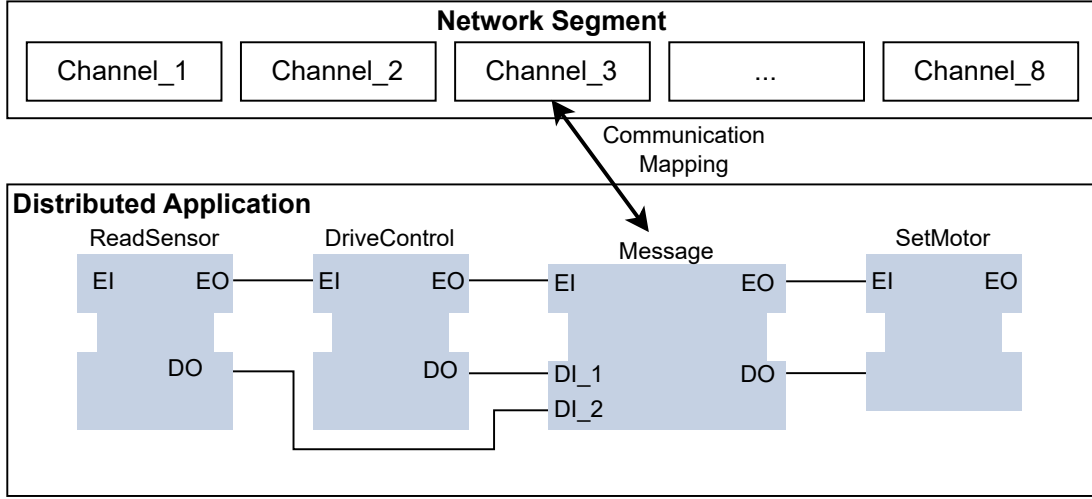 Network Segment
Channel_1
Channel_2
Channel_3
...
Channel_8
Communication
Mapping
Distributed Application
ReadSensor
DriveControl
Message
SetMotor
EI
EO
EI
EO
EI
EO
EI
EO
DO
DO
DI_1
DO
DI_2